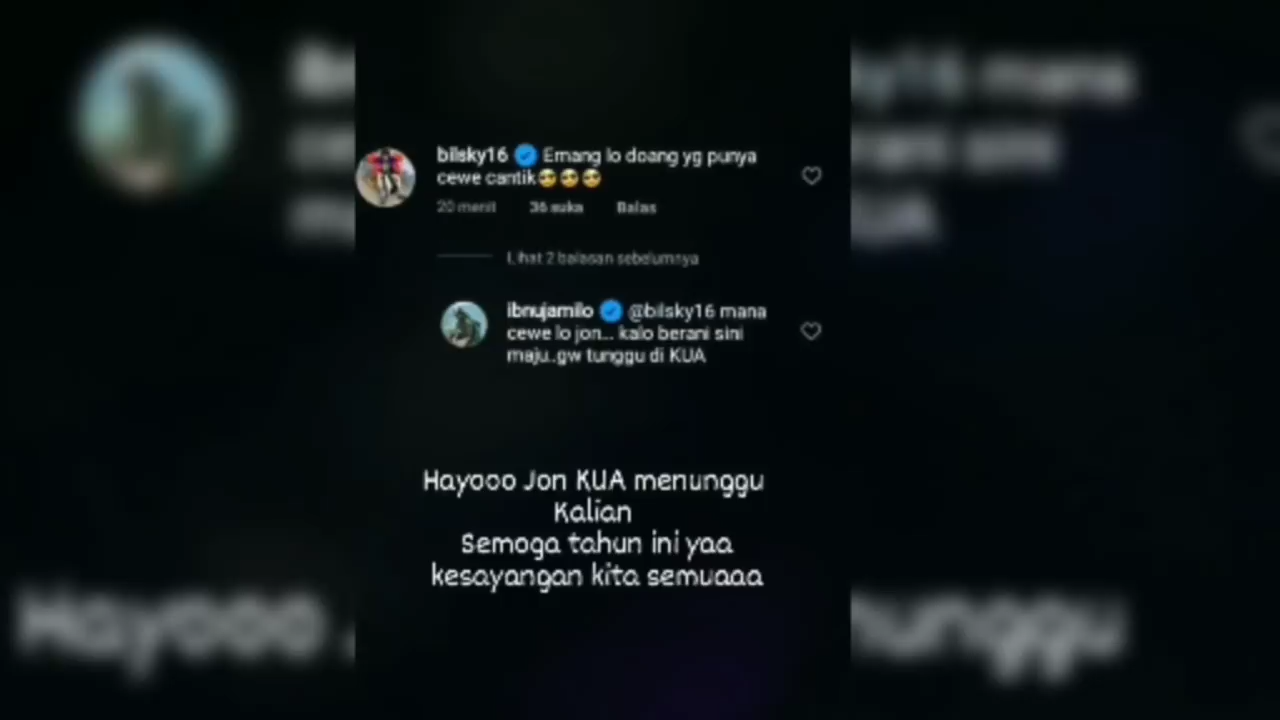 bilsky16 Emang lo doang yg punya
cewe cantik😎😎😎
20 menit 36 suka Balas
Lihat 2 balasan sebelumnya
ibnujamilo @bilsky16 mana
cewe lo jon... kalo berani sini
maju..gw tunggu di KUA
Hayooo Jon KUA menunggu
Kalian
Semoga tahun ini yaa
kesayangan kita semuaaa